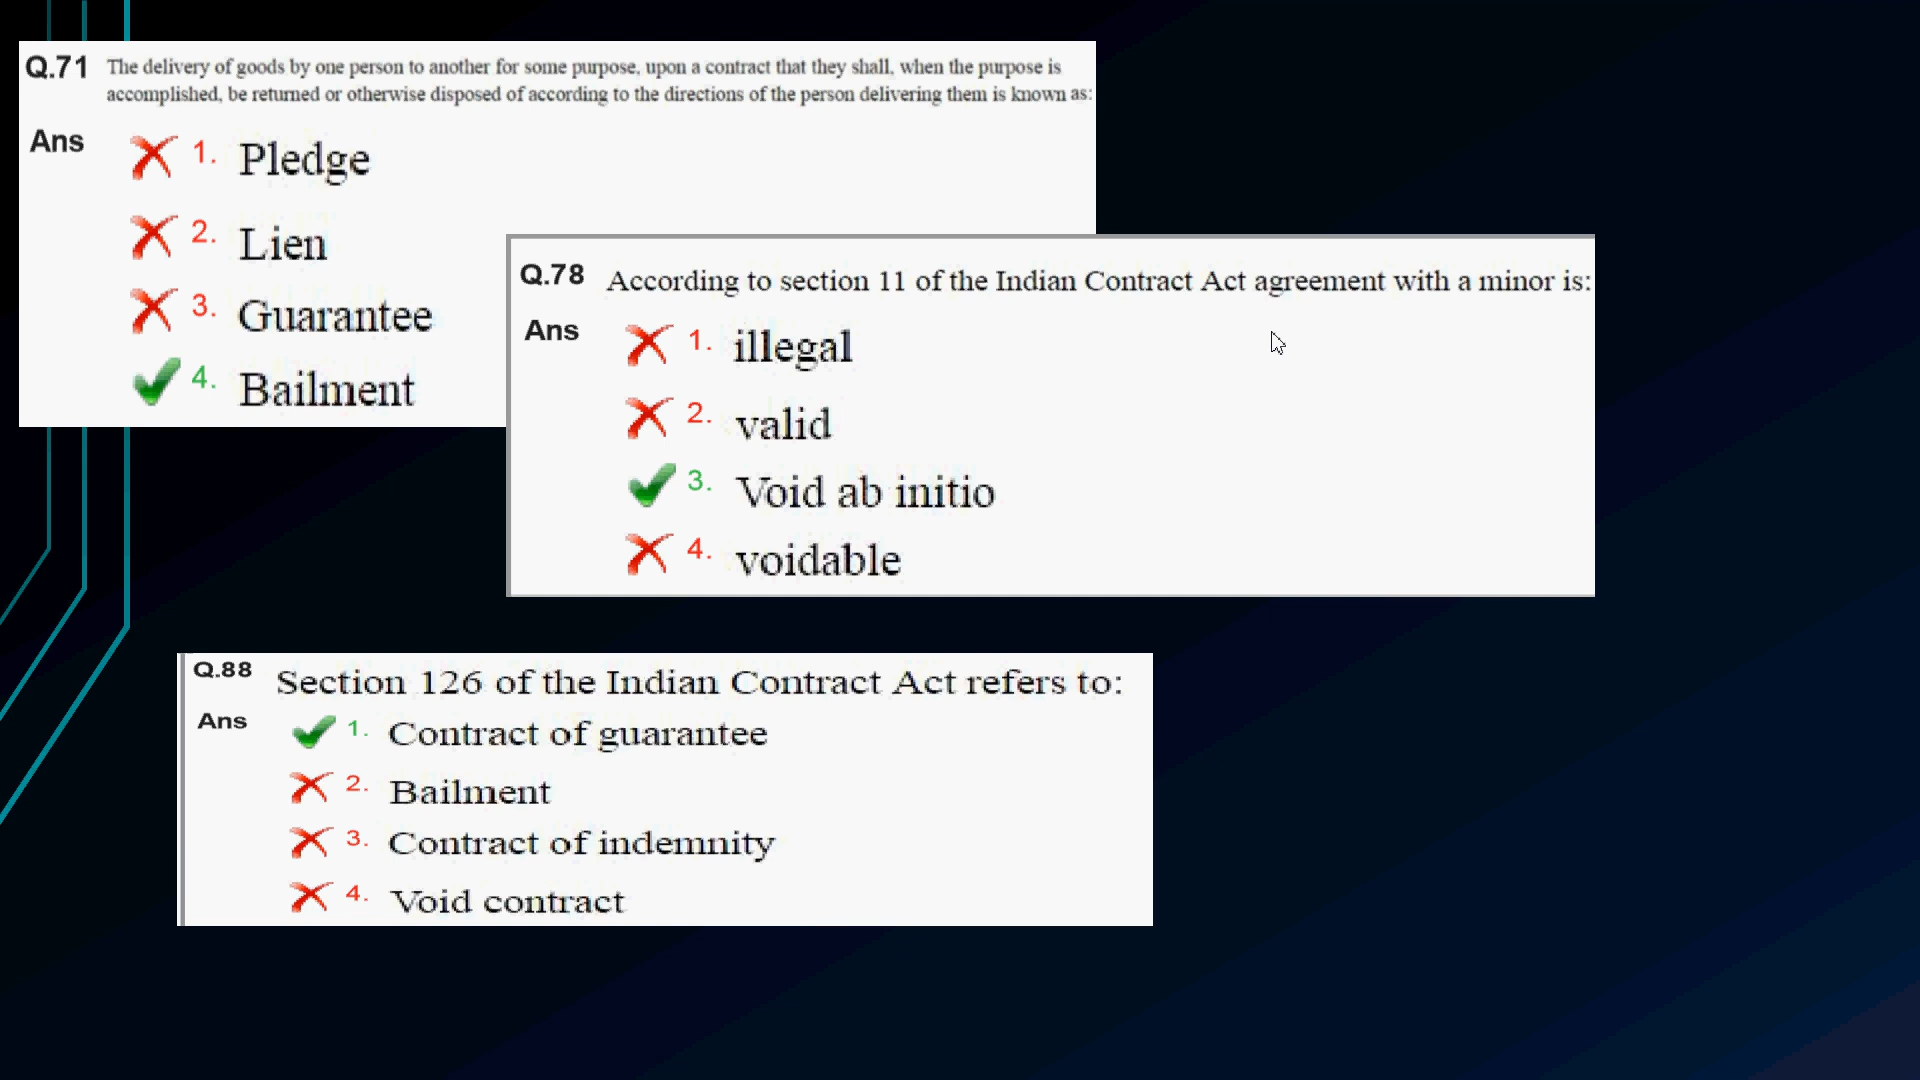 Q.71 The delivery of goods by one person to another for some purpose, upon a contract that they shall, when the purpose is
accomplished, be returned or otherwise disposed of according to the directions of the person delivering them is known as:
Ans
1. Pledge
2. Lien
3. Guarantee
4. Bailment
Q.78 According to section 11 of the Indian Contract Act agreement with a minor is:
Ans
1. illegal
2. valid
3. Void ab initio
4. voidable
Q.88 Section 126 of the Indian Contract Act refers to:
Ans
1. Contract of guarantee
2. Bailment
3. Contract of indemnity
4. Void contract